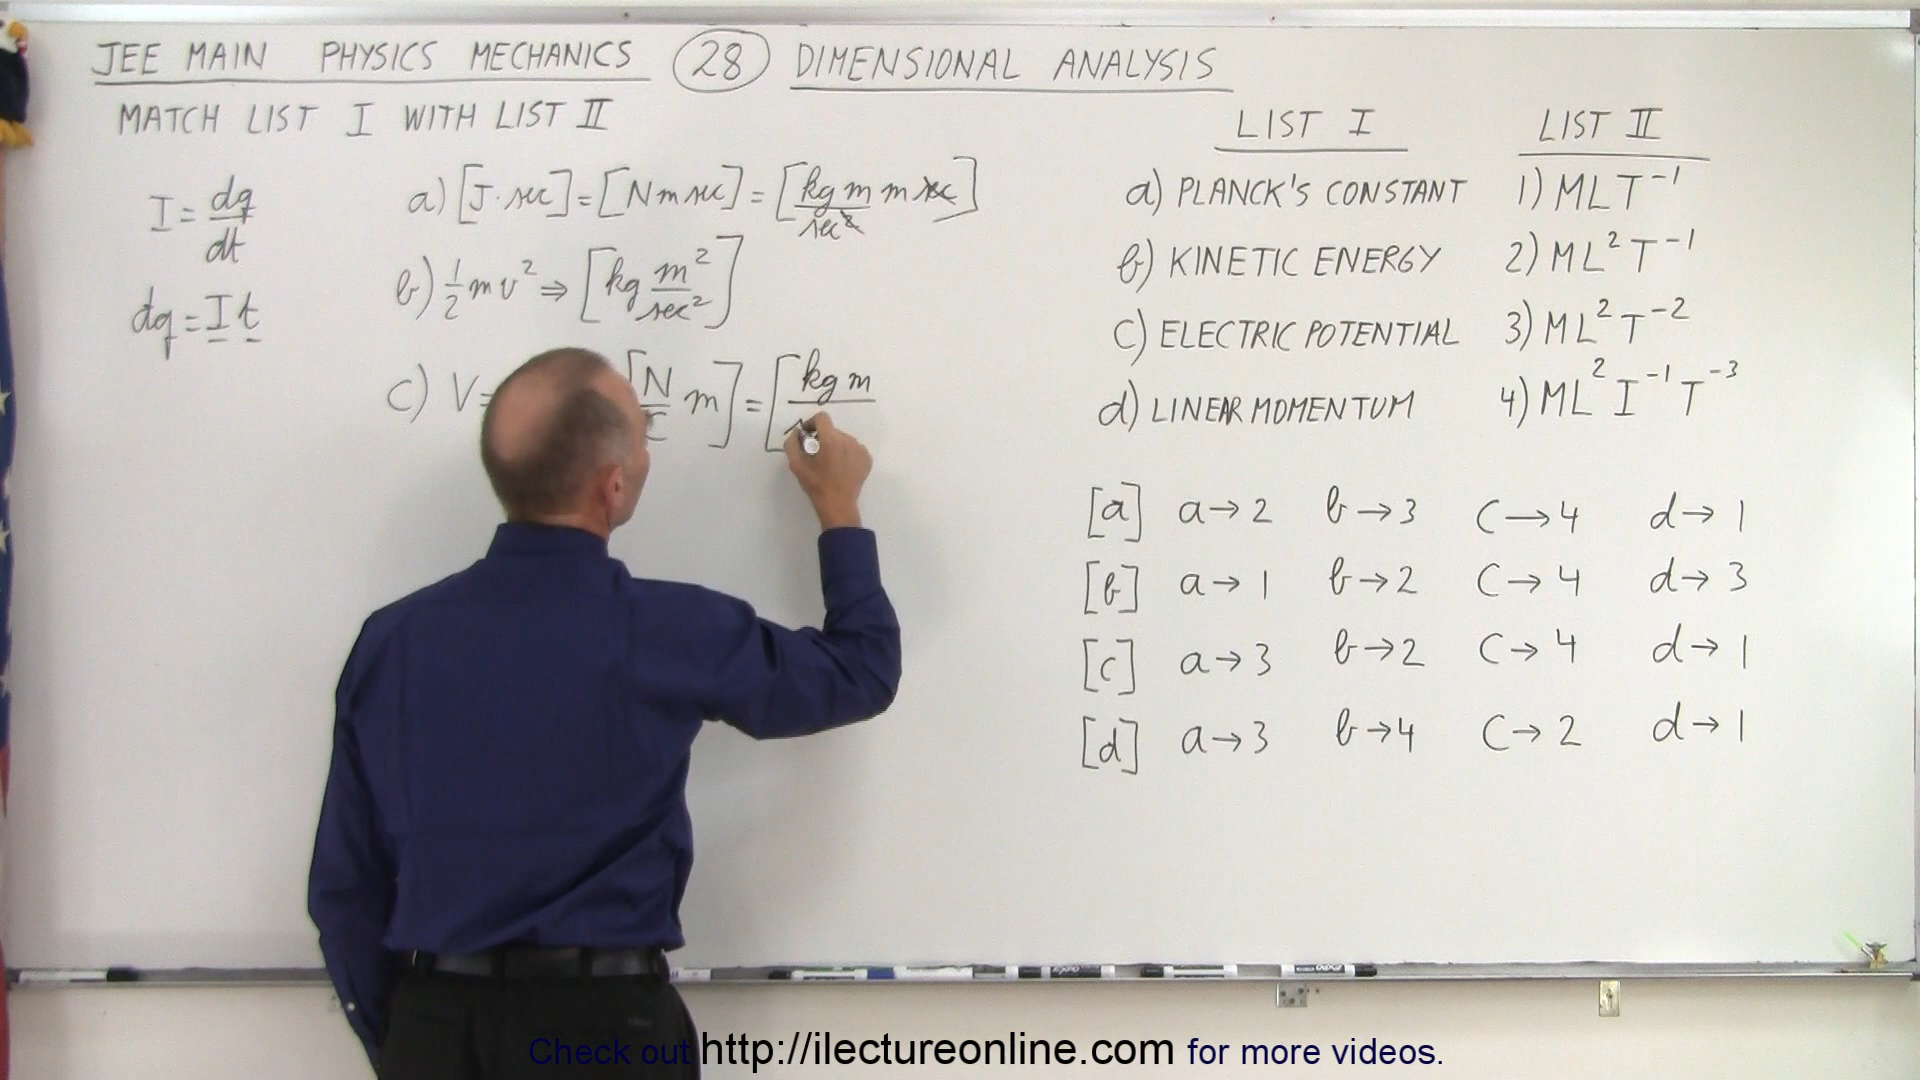 JEE MAIN PHYSICS MECHANICS 28 DIMENSIONAL ANALYSIS
MATCH LIST I WITH LIST II
I = dq/dt
dq = I t
a) [J·sec] = [N m sec] = [kg m/sec² m sec]
b) ½ m v² ⇒ [kg m²/sec²]
c) V = [N/C m] = [kg m
LIST I LIST II
a) PLANCK'S CONSTANT 1) MLT⁻¹
b) KINETIC ENERGY 2) ML²T⁻¹
c) ELECTRIC POTENTIAL 3) ML²T⁻²
d) LINEAR MOMENTUM 4) ML²I⁻¹T⁻³
[a] a→2 b→3 c→4 d→1
[b] a→1 b→2 c→4 d→3
[c] a→3 b→2 c→4 d→1
[d] a→3 b→4 c→2 d→1
Check out http://ilectureonline.com for more videos.